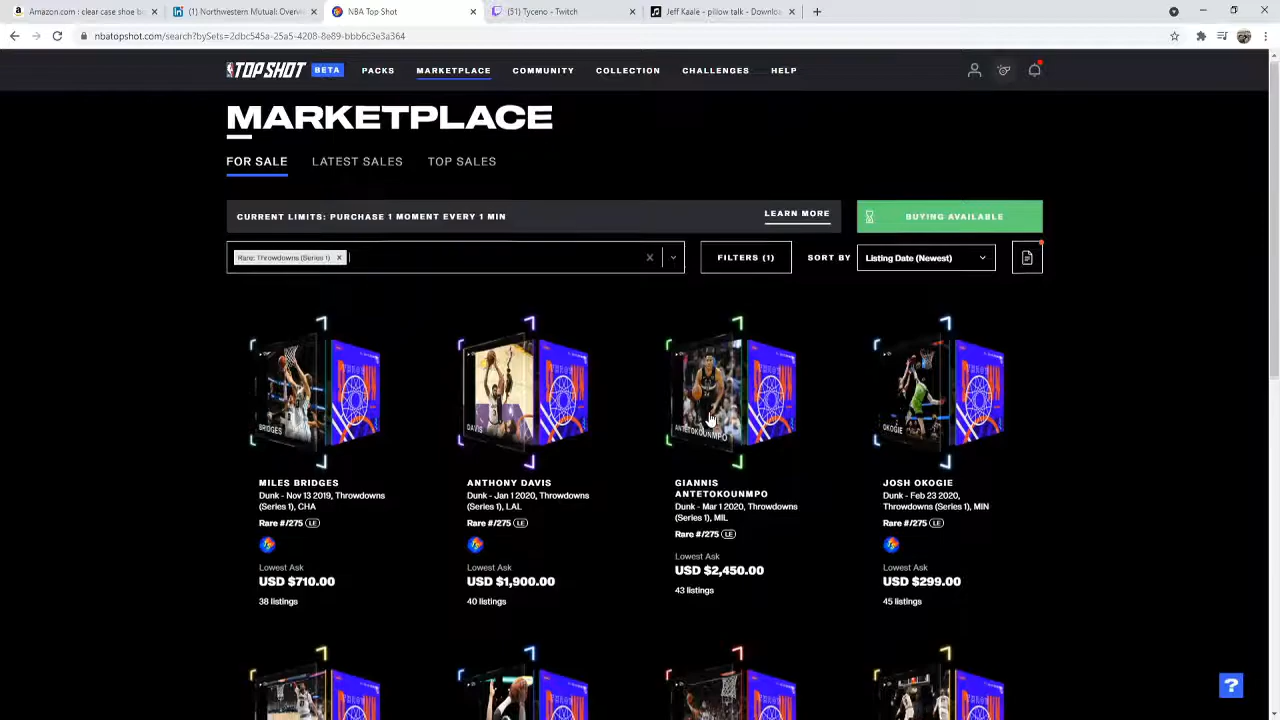 Amazon.com : clear case shoe b
(1) Northwestern Mutual: Overvie
NBA Top Shot
(51) Tyceno - Twitch
Jeff Kaale - pillow talk - Downlo
nbatopshot.com/search?bySets=2dbc545a-25a5-4208-8e89-bbb6c3e3a364
TOP SHOT BETA PACKS MARKETPLACE COMMUNITY COLLECTION CHALLENGES HELP
MARKETPLACE
FOR SALE LATEST SALES TOP SALES
CURRENT LIMITS: PURCHASE 1 MOMENT EVERY 1 MIN LEARN MORE BUYING AVAILABLE
Rare: Throwdowns (Series 1) FILTERS (1) SORT BY Listing Date (Newest)
BRIDGES
MILES BRIDGES
Dunk - Nov 13 2019, Throwdowns
(Series 1), CHA
Rare #/275 LE
Lowest Ask
USD $710.00
38 listings
DAVIS
ANTHONY DAVIS
Dunk - Jan 1 2020, Throwdowns
(Series 1), LAL
Rare #/275 LE
Lowest Ask
USD $1,900.00
40 listings
ANTETOKOUNMPO
GIANNIS
ANTETOKOUNMPO
Dunk - Mar 1 2020, Throwdowns
(Series 1), MIL
Rare #/275 LE
Lowest Ask
USD $2,450.00
43 listings
OKOGIE
JOSH OKOGIE
Dunk - Feb 23 2020,
Throwdowns (Series 1), MIN
Rare #/275 LE
Lowest Ask
USD $299.00
45 listings
?